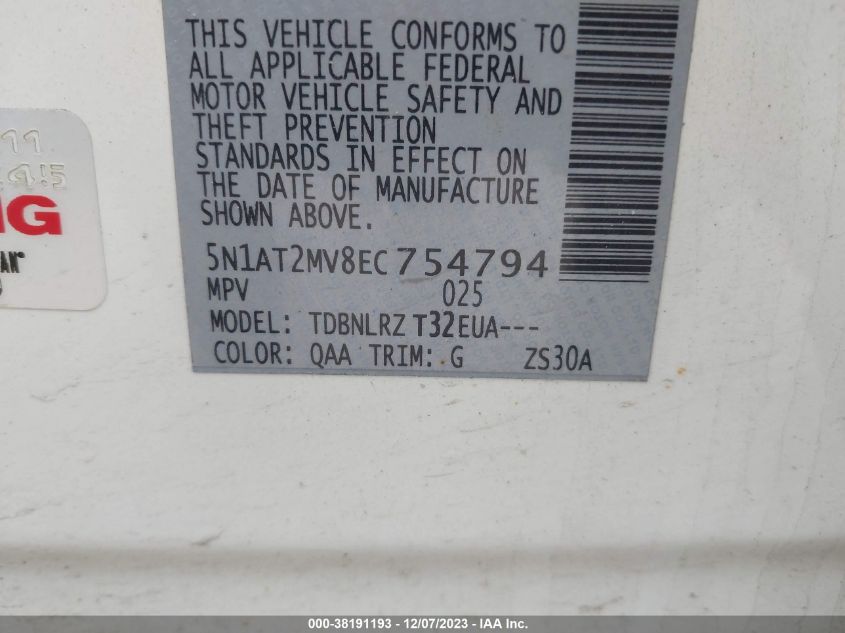 THIS VEHICLE CONFORMS TO
ALL APPLICABLE FEDERAL
MOTOR VEHICLE SAFETY AND
THEFT PREVENTION
STANDARDS IN EFFECT ON
THE DATE OF MANUFACTURE
SHOWN ABOVE.
5N1AT2MV8EC754794
MPV 025
MODEL: TDBNLRZ T32EUA---
COLOR: QAA TRIM: G ZS30A
000-38191193 - 12/07/2023 - IAA Inc.